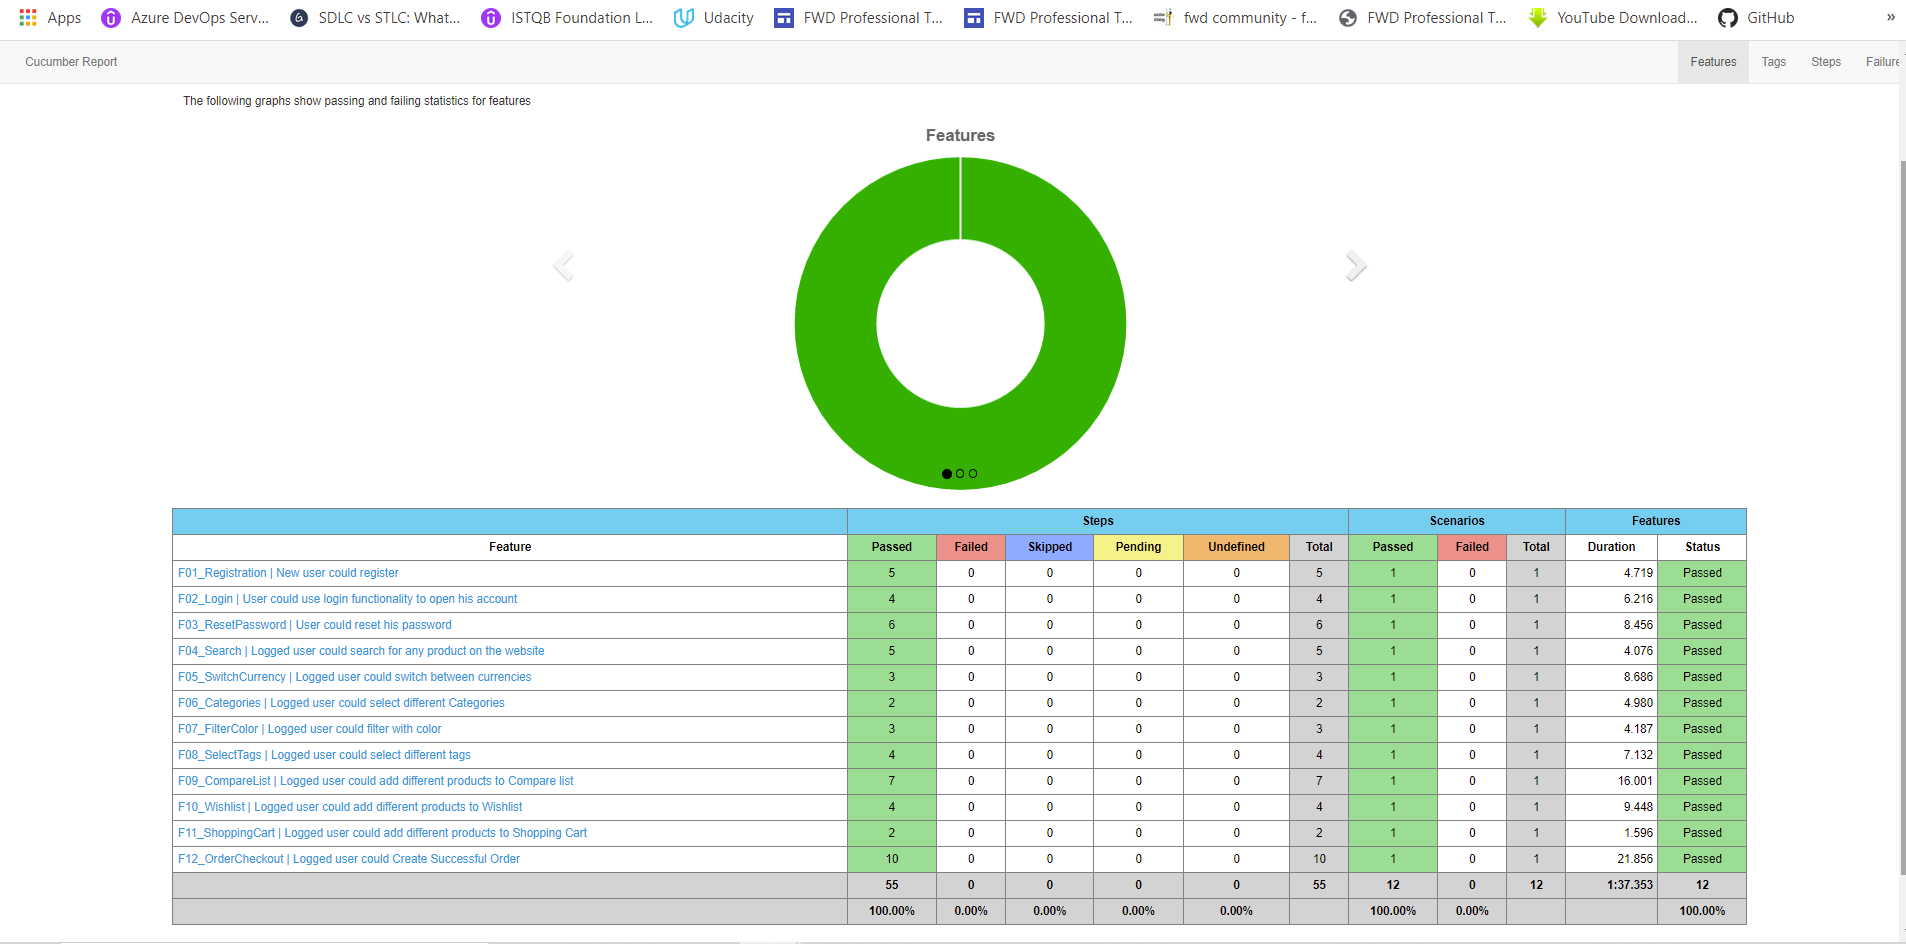 Apps Azure DevOps Serv... SDLC vs STLC: What... ISTQB Foundation L... Udacity FWD Professional T... FWD Professional T... fwd community - f... FWD Professional T... YouTube Download... GitHub »
Cucumber Report Features Tags Steps Failure
The following graphs show passing and failing statistics for features
Features
Steps Scenarios Features
Feature Passed Failed Skipped Pending Undefined Total Passed Failed Total Duration Status
F01_Registration | New user could register 5 0 0 0 0 5 1 0 1 4.719 Passed
F02_Login | User could use login functionality to open his account 4 0 0 0 0 4 1 0 1 6.216 Passed
F03_ResetPassword | User could reset his password 6 0 0 0 0 6 1 0 1 8.456 Passed
F04_Search | Logged user could search for any product on the website 5 0 0 0 0 5 1 0 1 4.076 Passed
F05_SwitchCurrency | Logged user could switch between currencies 3 0 0 0 0 3 1 0 1 8.686 Passed
F06_Categories | Logged user could select different Categories 2 0 0 0 0 2 1 0 1 4.980 Passed
F07_FilterColor | Logged user could filter with color 3 0 0 0 0 3 1 0 1 4.187 Passed
F08_SelectTags | Logged user could select different tags 4 0 0 0 0 4 1 0 1 7.132 Passed
F09_CompareList | Logged user could add different products to Compare list 7 0 0 0 0 7 1 0 1 16.001 Passed
F10_Wishlist | Logged user could add different products to Wishlist 4 0 0 0 0 4 1 0 1 9.448 Passed
F11_ShoppingCart | Logged user could add different products to Shopping Cart 2 0 0 0 0 2 1 0 1 1.596 Passed
F12_OrderCheckout | Logged user could Create Successful Order 10 0 0 0 0 10 1 0 1 21.856 Passed
55 0 0 0 0 55 12 0 12 1:37.353 12
100.00% 0.00% 0.00% 0.00% 0.00% 100.00% 0.00% 100.00%